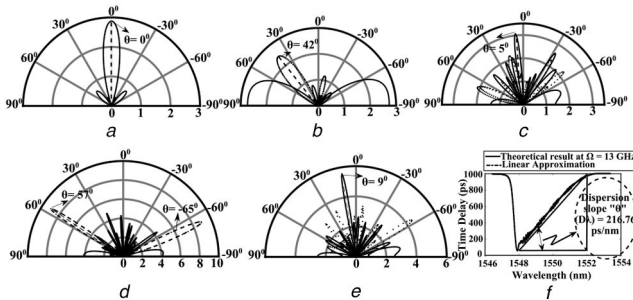 0⁰
30⁰ -30⁰
60⁰ -60⁰
90⁰ -90⁰
θ= 0⁰
0 1 2 3
a
0⁰
30⁰ -30⁰
60⁰ -60⁰
90⁰ -90⁰
θ= 42⁰
0 1 2 3
b
0⁰
30⁰ -30⁰
60⁰ -60⁰
90⁰ -90⁰
θ= 5⁰
0 1 2 3 4
c
0⁰
30⁰ -30⁰
60⁰ -60⁰
90⁰ -90⁰
θ= 57⁰
θ= -65⁰
0 2 4 6 8 10
d
0⁰
30⁰ -30⁰
60⁰ -60⁰
90⁰ -90⁰
θ= 9⁰
0 2 4 6
e
Theoretical result at Ω = 13 GHz
Linear Approximation
Time Delay (ps)
1000
800
600
400
200
0
Dispersion
slope "θ"
(Dλ) = 216.76
ps/nm
1546 1548 1550 1552 1554
Wavelength (nm)
f